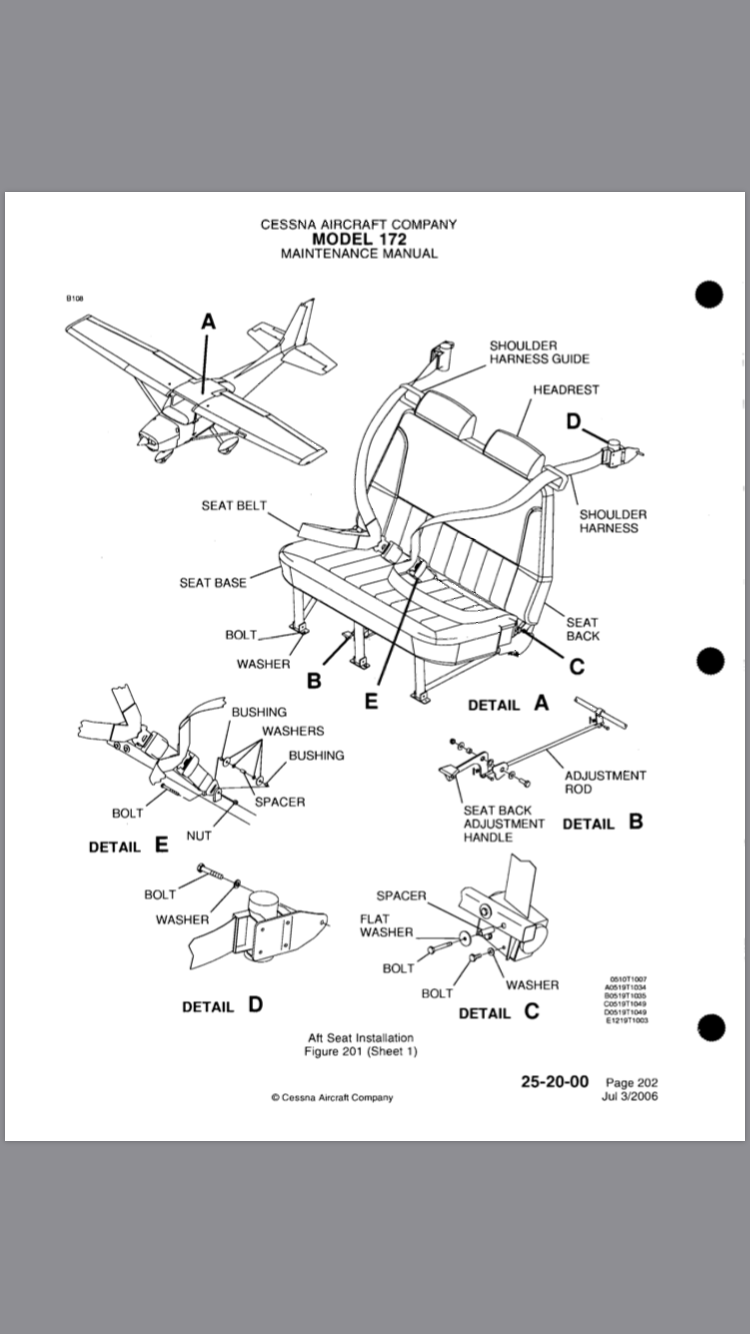 CESSNA AIRCRAFT COMPANY
MODEL 172
MAINTENANCE MANUAL
B108
A
SHOULDER
HARNESS GUIDE
HEADREST
D
SEAT BELT
SHOULDER
HARNESS
SEAT BASE
SEAT
BACK
BOLT
WASHER
B
E
C
DETAIL A
BUSHING
WASHERS
BUSHING
SPACER
BOLT
NUT
DETAIL E
ADJUSTMENT
ROD
SEAT BACK
ADJUSTMENT
HANDLE
DETAIL B
BOLT
WASHER
DETAIL D
SPACER
FLAT
WASHER
BOLT
BOLT
WASHER
DETAIL C
0510T1007
A0519T1034
B0519T1035
C0519T1049
D0519T1049
E1219T1003
Aft Seat Installation
Figure 201 (Sheet 1)
25-20-00 Page 202
© Cessna Aircraft Company Jul 3/2006